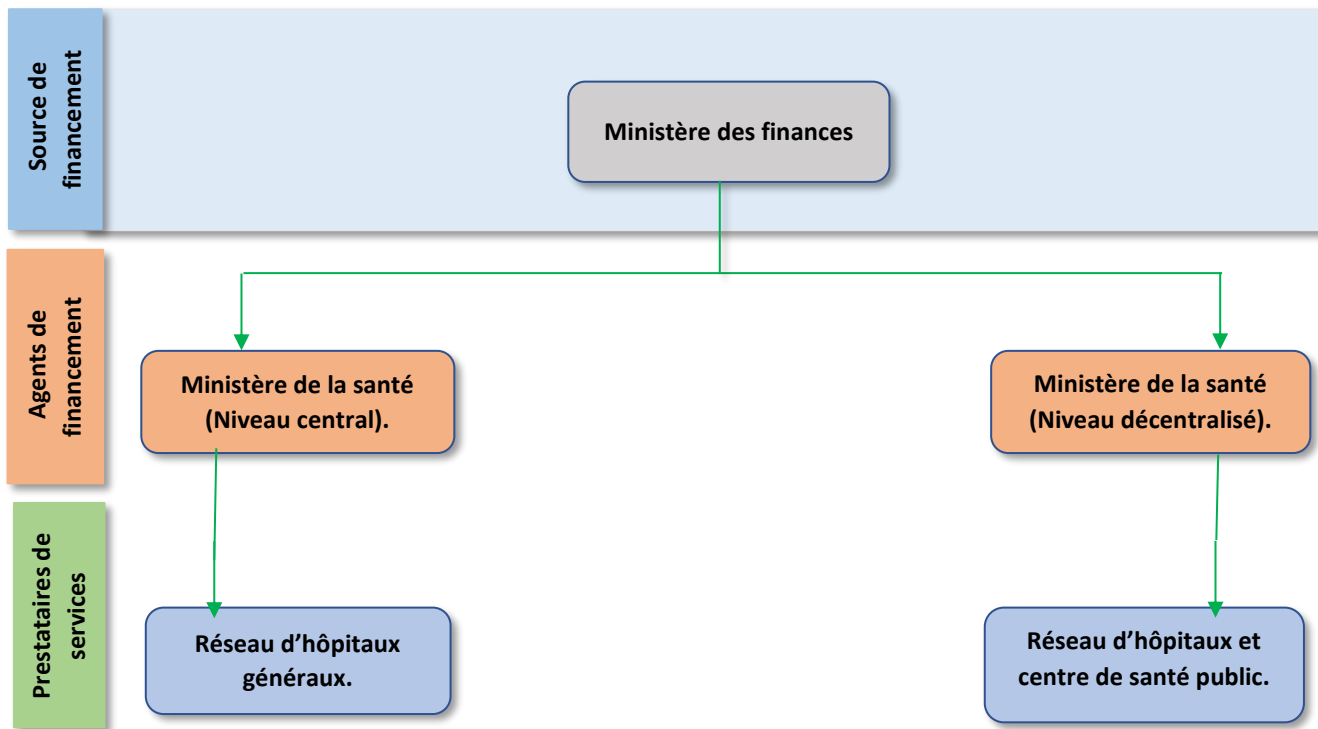 Source de
financement
Ministère des finances
Agents de
financement
Ministère de la santé
(Niveau central).
Ministère de la santé
(Niveau décentralisé).
Prestataires de
services
Réseau d’hôpitaux
généraux.
Réseau d’hôpitaux et
centre de santé public.